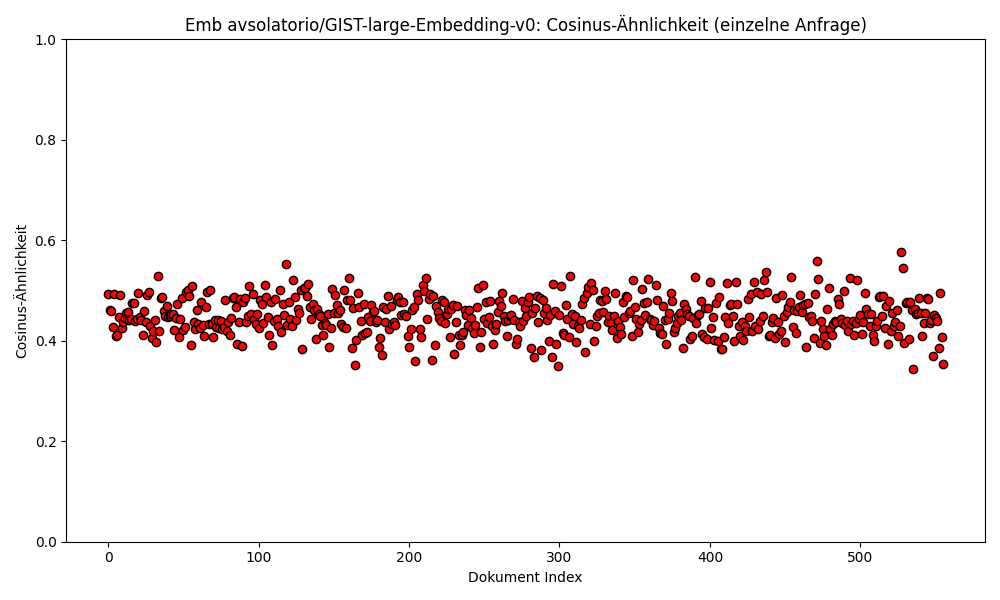 Emb avsolatorio/GIST-large-Embedding-v0: Cosinus-Ähnlichkeit (einzelne Anfrage)
1.0
0.8
0.6
0.4
0.2
0.0
Cosinus-Ähnlichkeit
0 100 200 300 400 500
Dokument Index